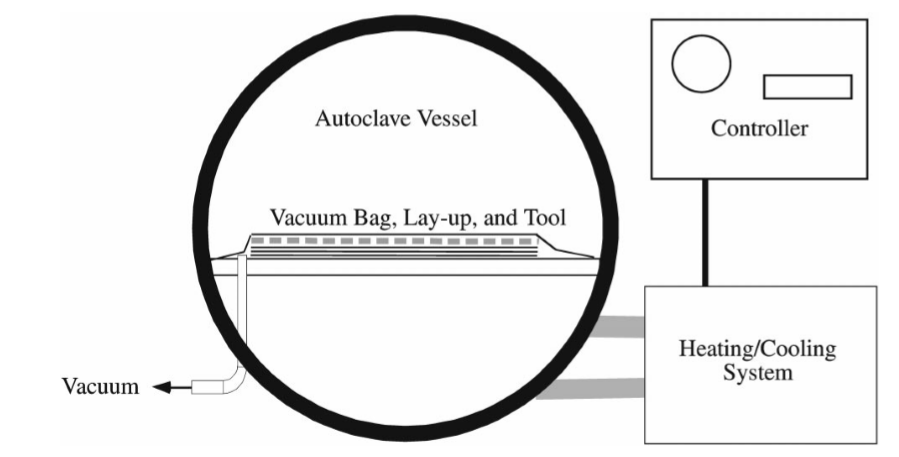 Autoclave Vessel
Controller
Vacuum Bag, Lay-up, and Tool
Heating/Cooling
System
Vacuum